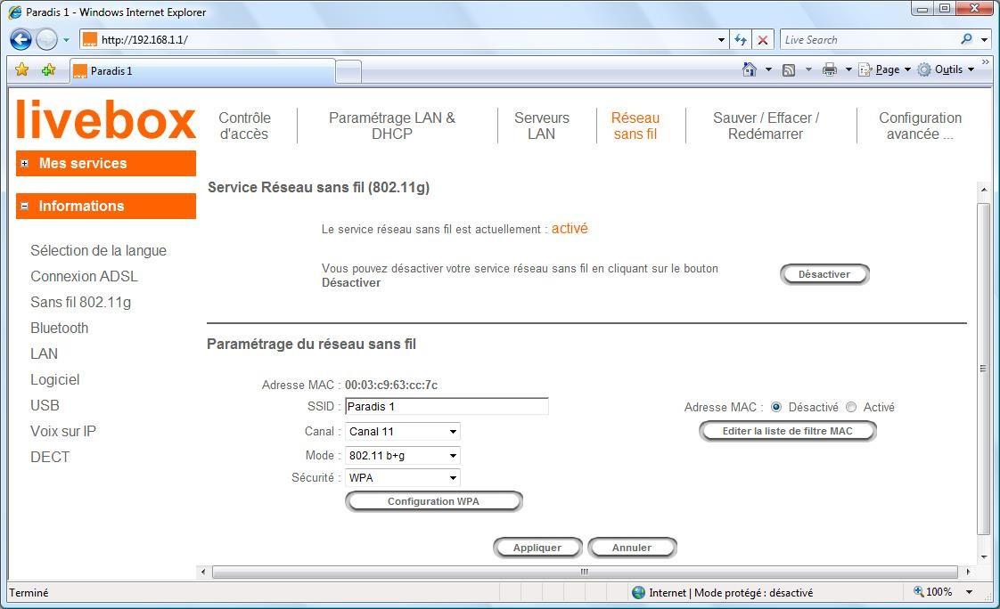 Paradis 1 - Windows Internet Explorer
http://192.168.1.1/
Live Search
Paradis 1
Page
Outils
livebox
Contrôle
d'accès
Paramétrage LAN &
DHCP
Serveurs
LAN
Réseau
sans fil
Sauver / Effacer /
Redémarrer
Configuration
avancée ...
Mes services
Informations
Sélection de la langue
Connexion ADSL
Sans fil 802.11g
Bluetooth
LAN
Logiciel
USB
Voix sur IP
DECT
Service Réseau sans fil (802.11g)
Le service réseau sans fil est actuellement : activé
Vous pouvez désactiver votre service réseau sans fil en cliquant sur le bouton
Désactiver
Désactiver
Paramétrage du réseau sans fil
Adresse MAC : 00:03:c9:63:cc:7c
SSID : Paradis 1
Canal : Canal 11
Mode : 802.11 b+g
Sécurité : WPA
Configuration WPA
Adresse MAC : Désactivé Activé
Editer la liste de filtre MAC
Appliquer
Annuler
Terminé
Internet | Mode protégé : désactivé
100%